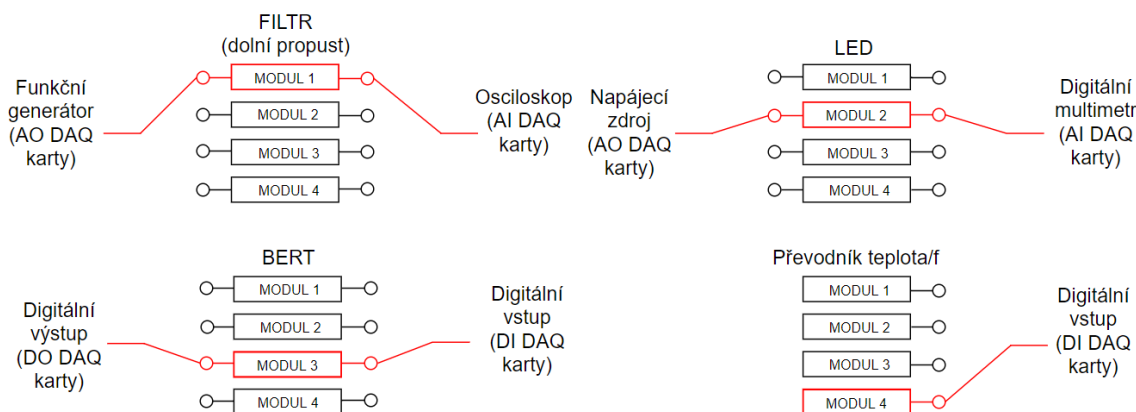 FILTR
(dolní propust)
Funkční
generátor
(AO DAQ
karty)
MODUL 1
MODUL 2
MODUL 3
MODUL 4
Osciloskop
(AI DAQ
karty)
LED
Napájecí
zdroj
(AO DAQ
karty)
MODUL 1
MODUL 2
MODUL 3
MODUL 4
Digitální
multimetr
(AI DAQ
karty)
BERT
Digitální
výstup
(DO DAQ
karty)
MODUL 1
MODUL 2
MODUL 3
MODUL 4
Digitální
vstup
(DI DAQ
karty)
Převodník teplota/f
MODUL 1
MODUL 2
MODUL 3
MODUL 4
Digitální
vstup
(DI DAQ
karty)